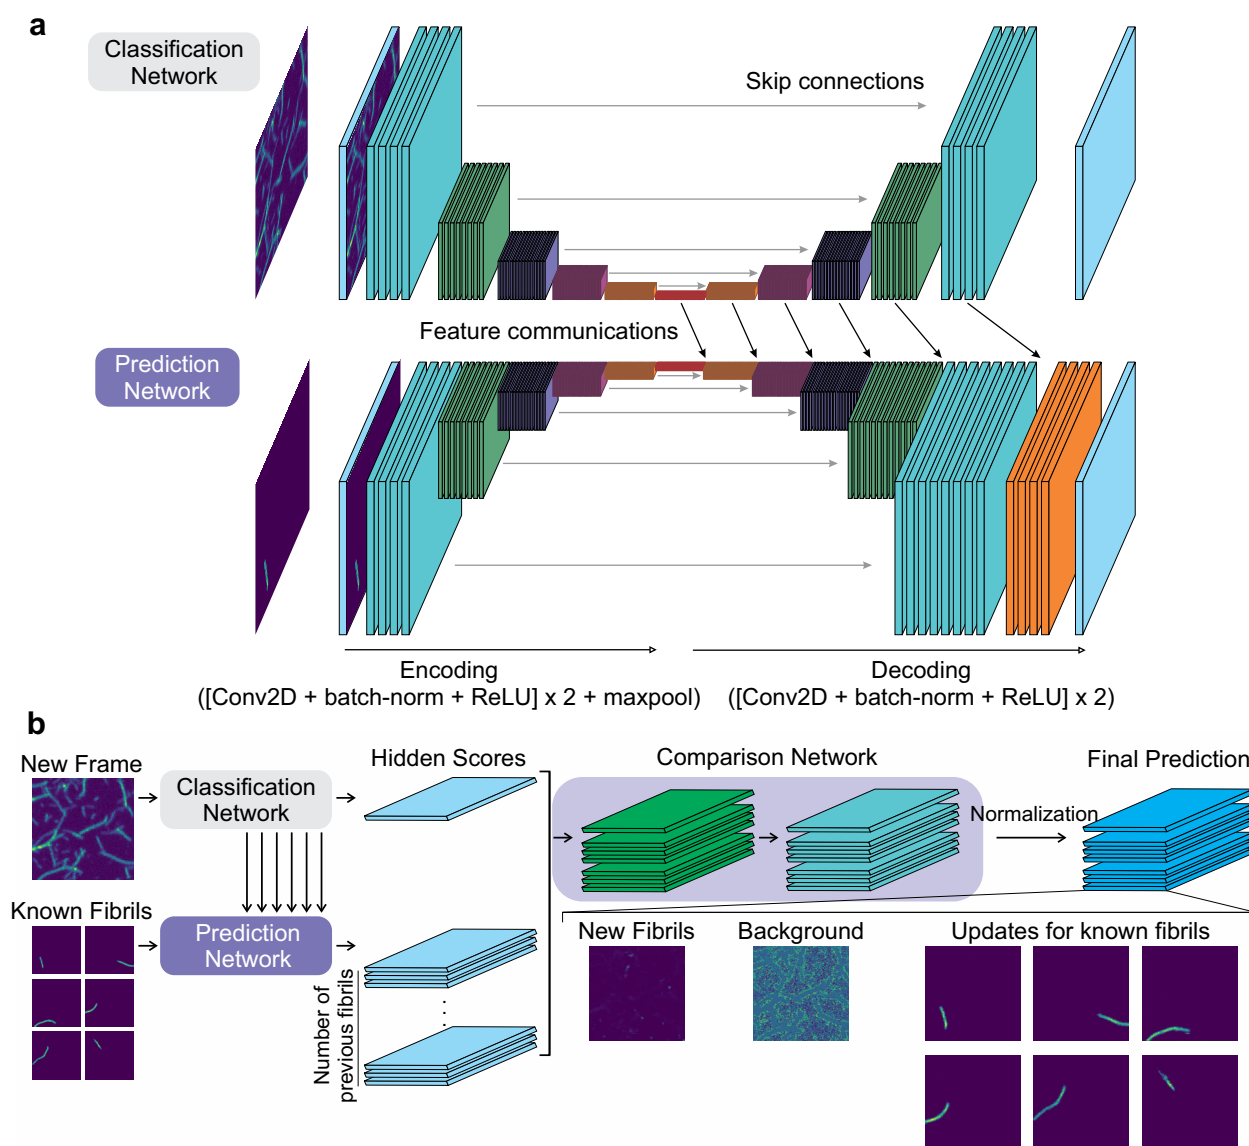 a
Classification
Network
Skip connections
Feature communications
Prediction
Network
Encoding
([Conv2D + batch-norm + ReLU] x 2 + maxpool)
Decoding
([Conv2D + batch-norm + ReLU] x 2)
b
New Frame
Classification
Network
Hidden Scores
Comparison Network
Normalization
Final Prediction
Known Fibrils
Prediction
Network
Number of
previous fibrils
New Fibrils
Background
Updates for known fibrils